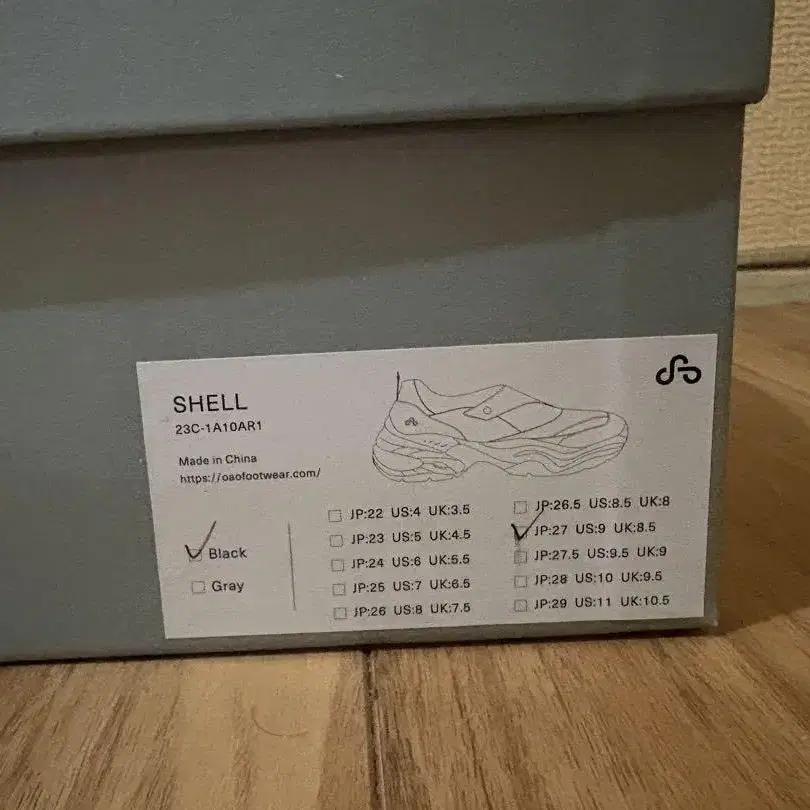 SHELL
23C-1A10AR1
Made in China
https://oaofootwear.com/
Black
Gray
JP:22 US:4 UK:3.5
JP:23 US:5 UK:4.5
JP:24 US:6 UK:5.5
JP:25 US:7 UK:6.5
JP:26 US:8 UK:7.5
JP:26.5 US:8.5 UK:8
JP:27 US:9 UK:8.5
JP:27.5 US:9.5 UK:9
JP:28 US:10 UK:9.5
JP:29 US:11 UK:10.5